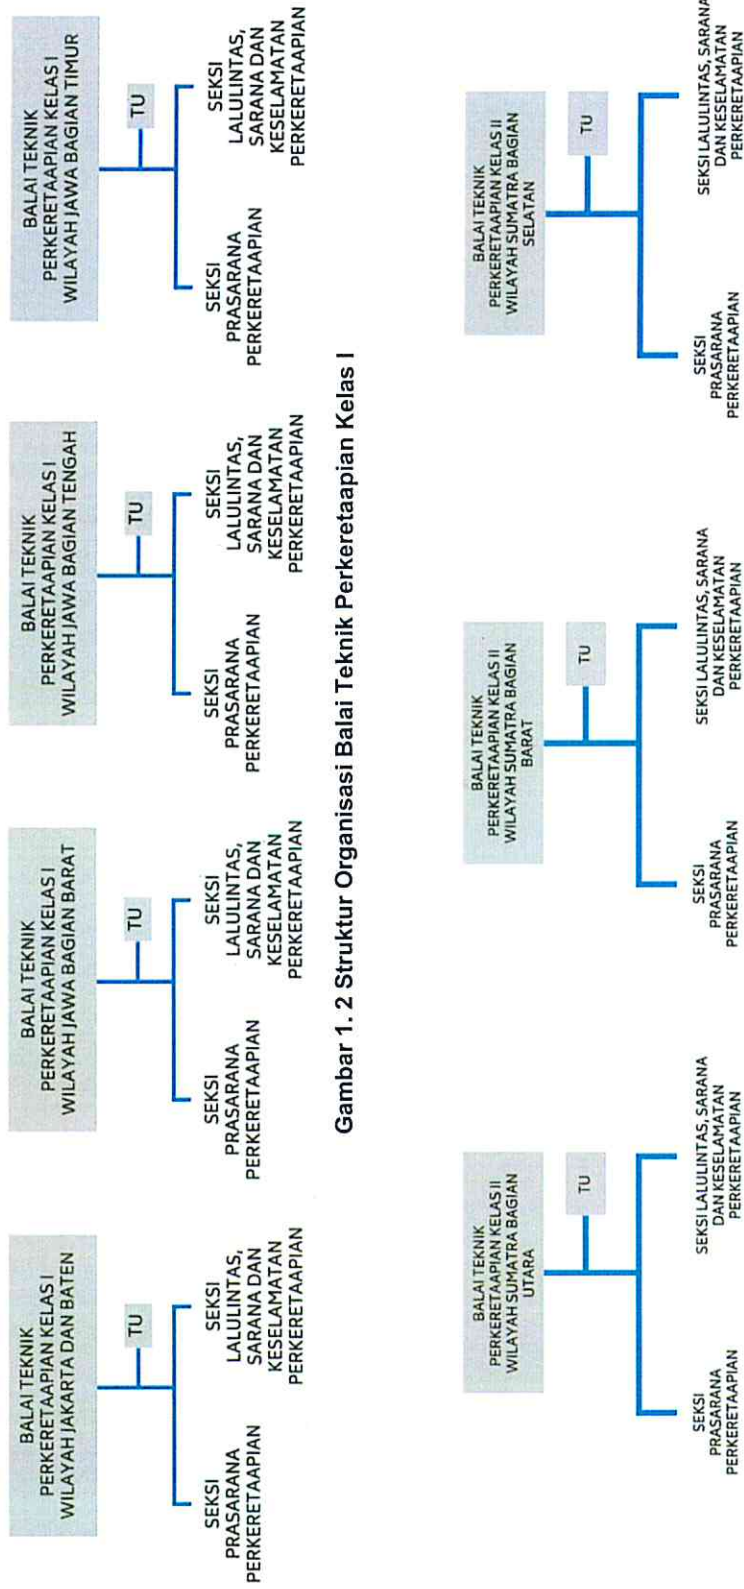 BALAI TEKNIK
PERKERETAAPIAN KELAS I
WILAYAH JAKARTA DAN BATEN
TU
SEKSI
PRASARANA
PERKERETAAPIAN
SEKSI
LALULINTAS,
SARANA DAN
KESELAMATAN
PERKERETAAPIAN
BALAI TEKNIK
PERKERETAAPIAN KELAS I
WILAYAH JAWA BAGIAN BARAT
TU
SEKSI
PRASARANA
PERKERETAAPIAN
SEKSI
LALULINTAS,
SARANA DAN
KESELAMATAN
PERKERETAAPIAN
BALAI TEKNIK
PERKERETAAPIAN KELAS I
WILAYAH JAWA BAGIAN TENGAH
TU
SEKSI
PRASARANA
PERKERETAAPIAN
SEKSI
LALULINTAS,
SARANA DAN
KESELAMATAN
PERKERETAAPIAN
BALAI TEKNIK
PERKERETAAPIAN KELAS I
WILAYAH JAWA BAGIAN TIMUR
TU
SEKSI
PRASARANA
PERKERETAAPIAN
SEKSI
LALULINTAS,
SARANA DAN
KESELAMATAN
PERKERETAAPIAN
Gambar 1. 2 Struktur Organisasi Balai Teknik Perkeretaapian Kelas I
BALAI TEKNIK
PERKERETAAPIAN KELAS II
WILAYAH SUMATRA BAGIAN
UTARA
TU
SEKSI
PRASARANA
PERKERETAAPIAN
SEKSI LALULINTAS, SARANA
DAN KESELAMATAN
PERKERETAAPIAN
BALAI TEKNIK
PERKERETAAPIAN KELAS II
WILAYAH SUMATRA BAGIAN
BARAT
TU
SEKSI
PRASARANA
PERKERETAAPIAN
SEKSI LALULINTAS, SARANA
DAN KESELAMATAN
PERKERETAAPIAN
BALAI TEKNIK
PERKERETAAPIAN KELAS II
WILAYAH SUMATRA BAGIAN
SELATAN
TU
SEKSI
PRASARANA
PERKERETAAPIAN
SEKSI LALULINTAS, SARANA
DAN KESELAMATAN
PERKERETAAPIAN